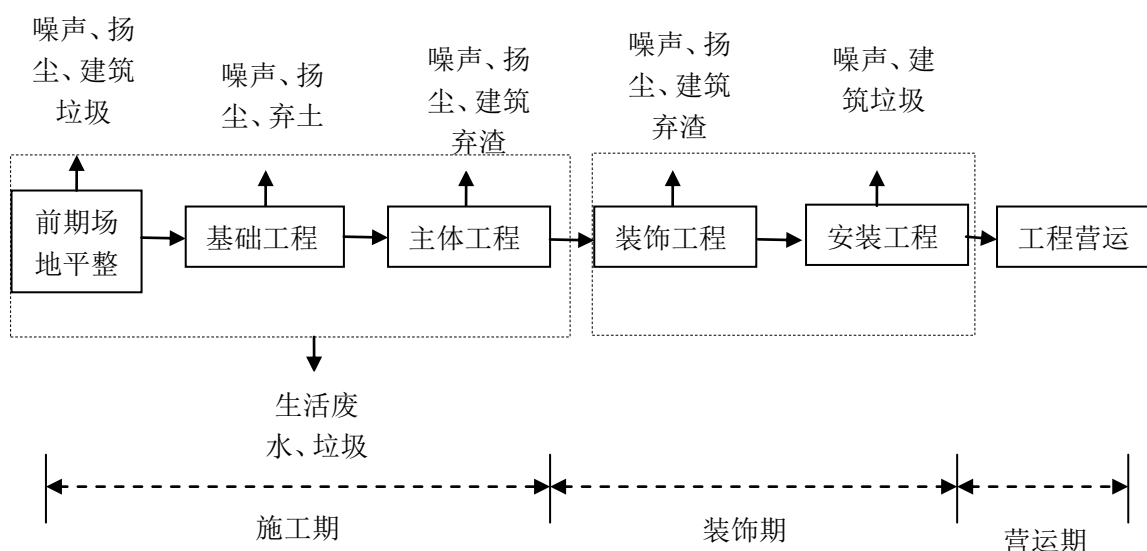 噪声、扬
尘、建筑
垃圾
噪声、扬
尘、弃土
噪声、扬
尘、建筑
弃渣
噪声、扬
尘、建筑
弃渣
噪声、建
筑垃圾
前期场
地平整
基础工程
主体工程
装饰工程
安装工程
工程营运
生活废
水、垃圾
施工期
装饰期
营运期